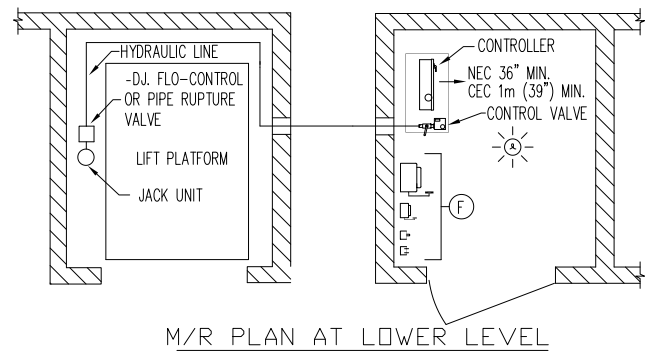 HYDRAULIC LINE
-DJ. FLO-CONTROL
OR PIPE RUPTURE
VALVE
LIFT PLATFORM
JACK UNIT
CONTROLLER
NEC 36" MIN.
CEC 1m (39") MIN.
CONTROL VALVE
F
M/R PLAN AT LOWER LEVEL